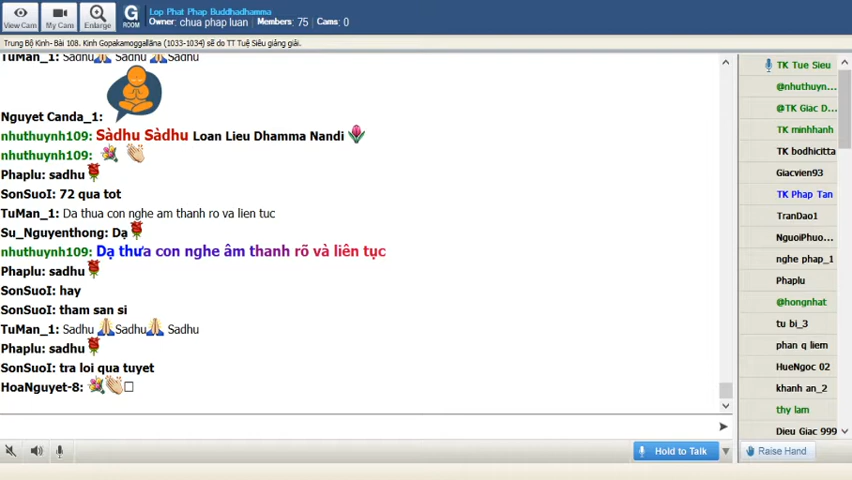 Lop Phat Phap Buddhadhamma
Owner: chua phap luan Members: 75 Cams: 0
View Cam
My Cams
Enlarge
G
ROOM
Trung Bộ Kinh- Bài 108. Kinh Gopakamoggallāna (1033-1034) sẽ do TT Tuệ Siêu giảng giải.
TuMan_1: Sadhu Sadhu Sadhu
Nguyet Canda_1:
nhuthuynh109: Sàdhu Sàdhu Loan Lieu Dhamma Nandi
nhuthuynh109:
Phaplu: sadhu
SonSuoI: 72 qua tot
TuMan_1: Da thua con nghe am thanh ro va lien tuc
Su_Nguyenthong: Dạ
nhuthuynh109: Dạ thưa con nghe âm thanh rõ và liên tục
Phaplu: sadhu
SonSuoI: hay
SonSuoI: tham san si
TuMan_1: Sadhu Sadhu Sadhu
Phaplu: sadhu
SonSuoI: tra loi qua tuyet
HoaNguyet-8:
TK Tue Sieu
@nhuthuyn...
@TK Giac D...
TK minhhanh
TK bodhicitta
Giacvien93
TK Phap Tan
TranDao1
NguoiPhuo...
nghe phap_1
Phaplu
@hongnhat
tu bi_3
phan q liem
HueNgoc 02
khanh an_2
thy lam
Dieu Giac 999
Hold to Talk
Raise Hand